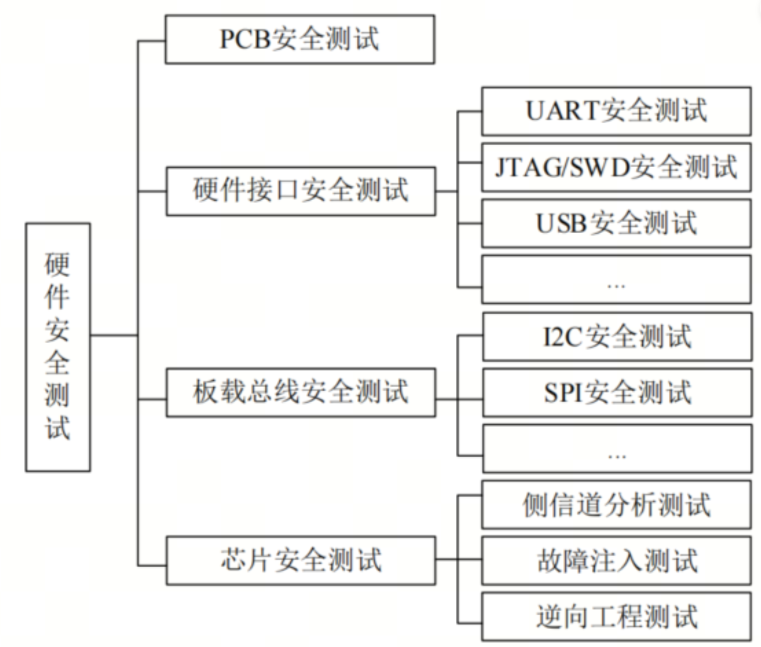 硬件安全测试
PCB安全测试
硬件接口安全测试
UART安全测试
JTAG/SWD安全测试
USB安全测试
...
板载总线安全测试
I2C安全测试
SPI安全测试
...
芯片安全测试
侧信道分析测试
故障注入测试
逆向工程测试